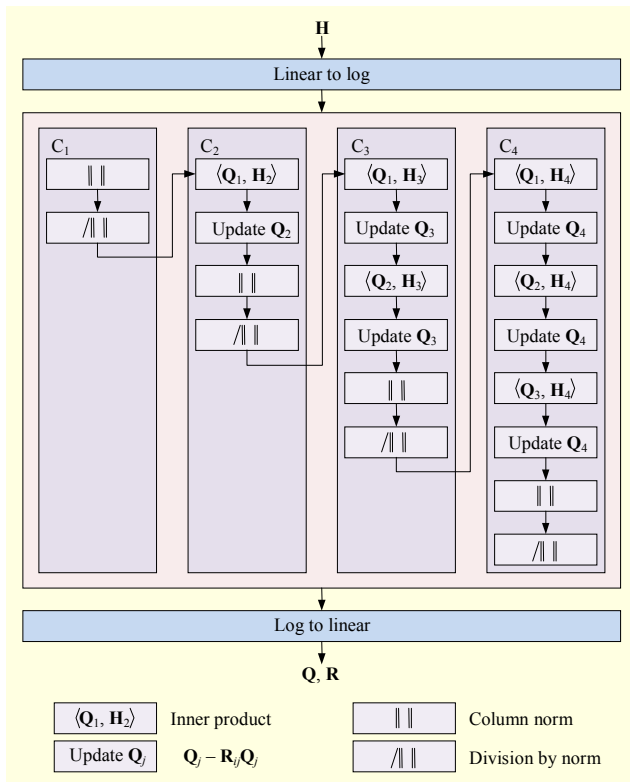 H
Linear to log
C₁
‖ ‖
/‖ ‖
C₂
⟨Q₁, H₂⟩
Update Q₂
‖ ‖
/‖ ‖
C₃
⟨Q₁, H₃⟩
Update Q₃
⟨Q₂, H₃⟩
Update Q₃
‖ ‖
/‖ ‖
C₄
⟨Q₁, H₄⟩
Update Q₄
⟨Q₂, H₄⟩
Update Q₄
⟨Q₃, H₄⟩
Update Q₄
‖ ‖
/‖ ‖
Log to linear
Q, R
⟨Q₁, H₂⟩ Inner product
‖ ‖ Column norm
Update Qⱼ Qⱼ – RᵢⱼQⱼ
/‖ ‖ Division by norm